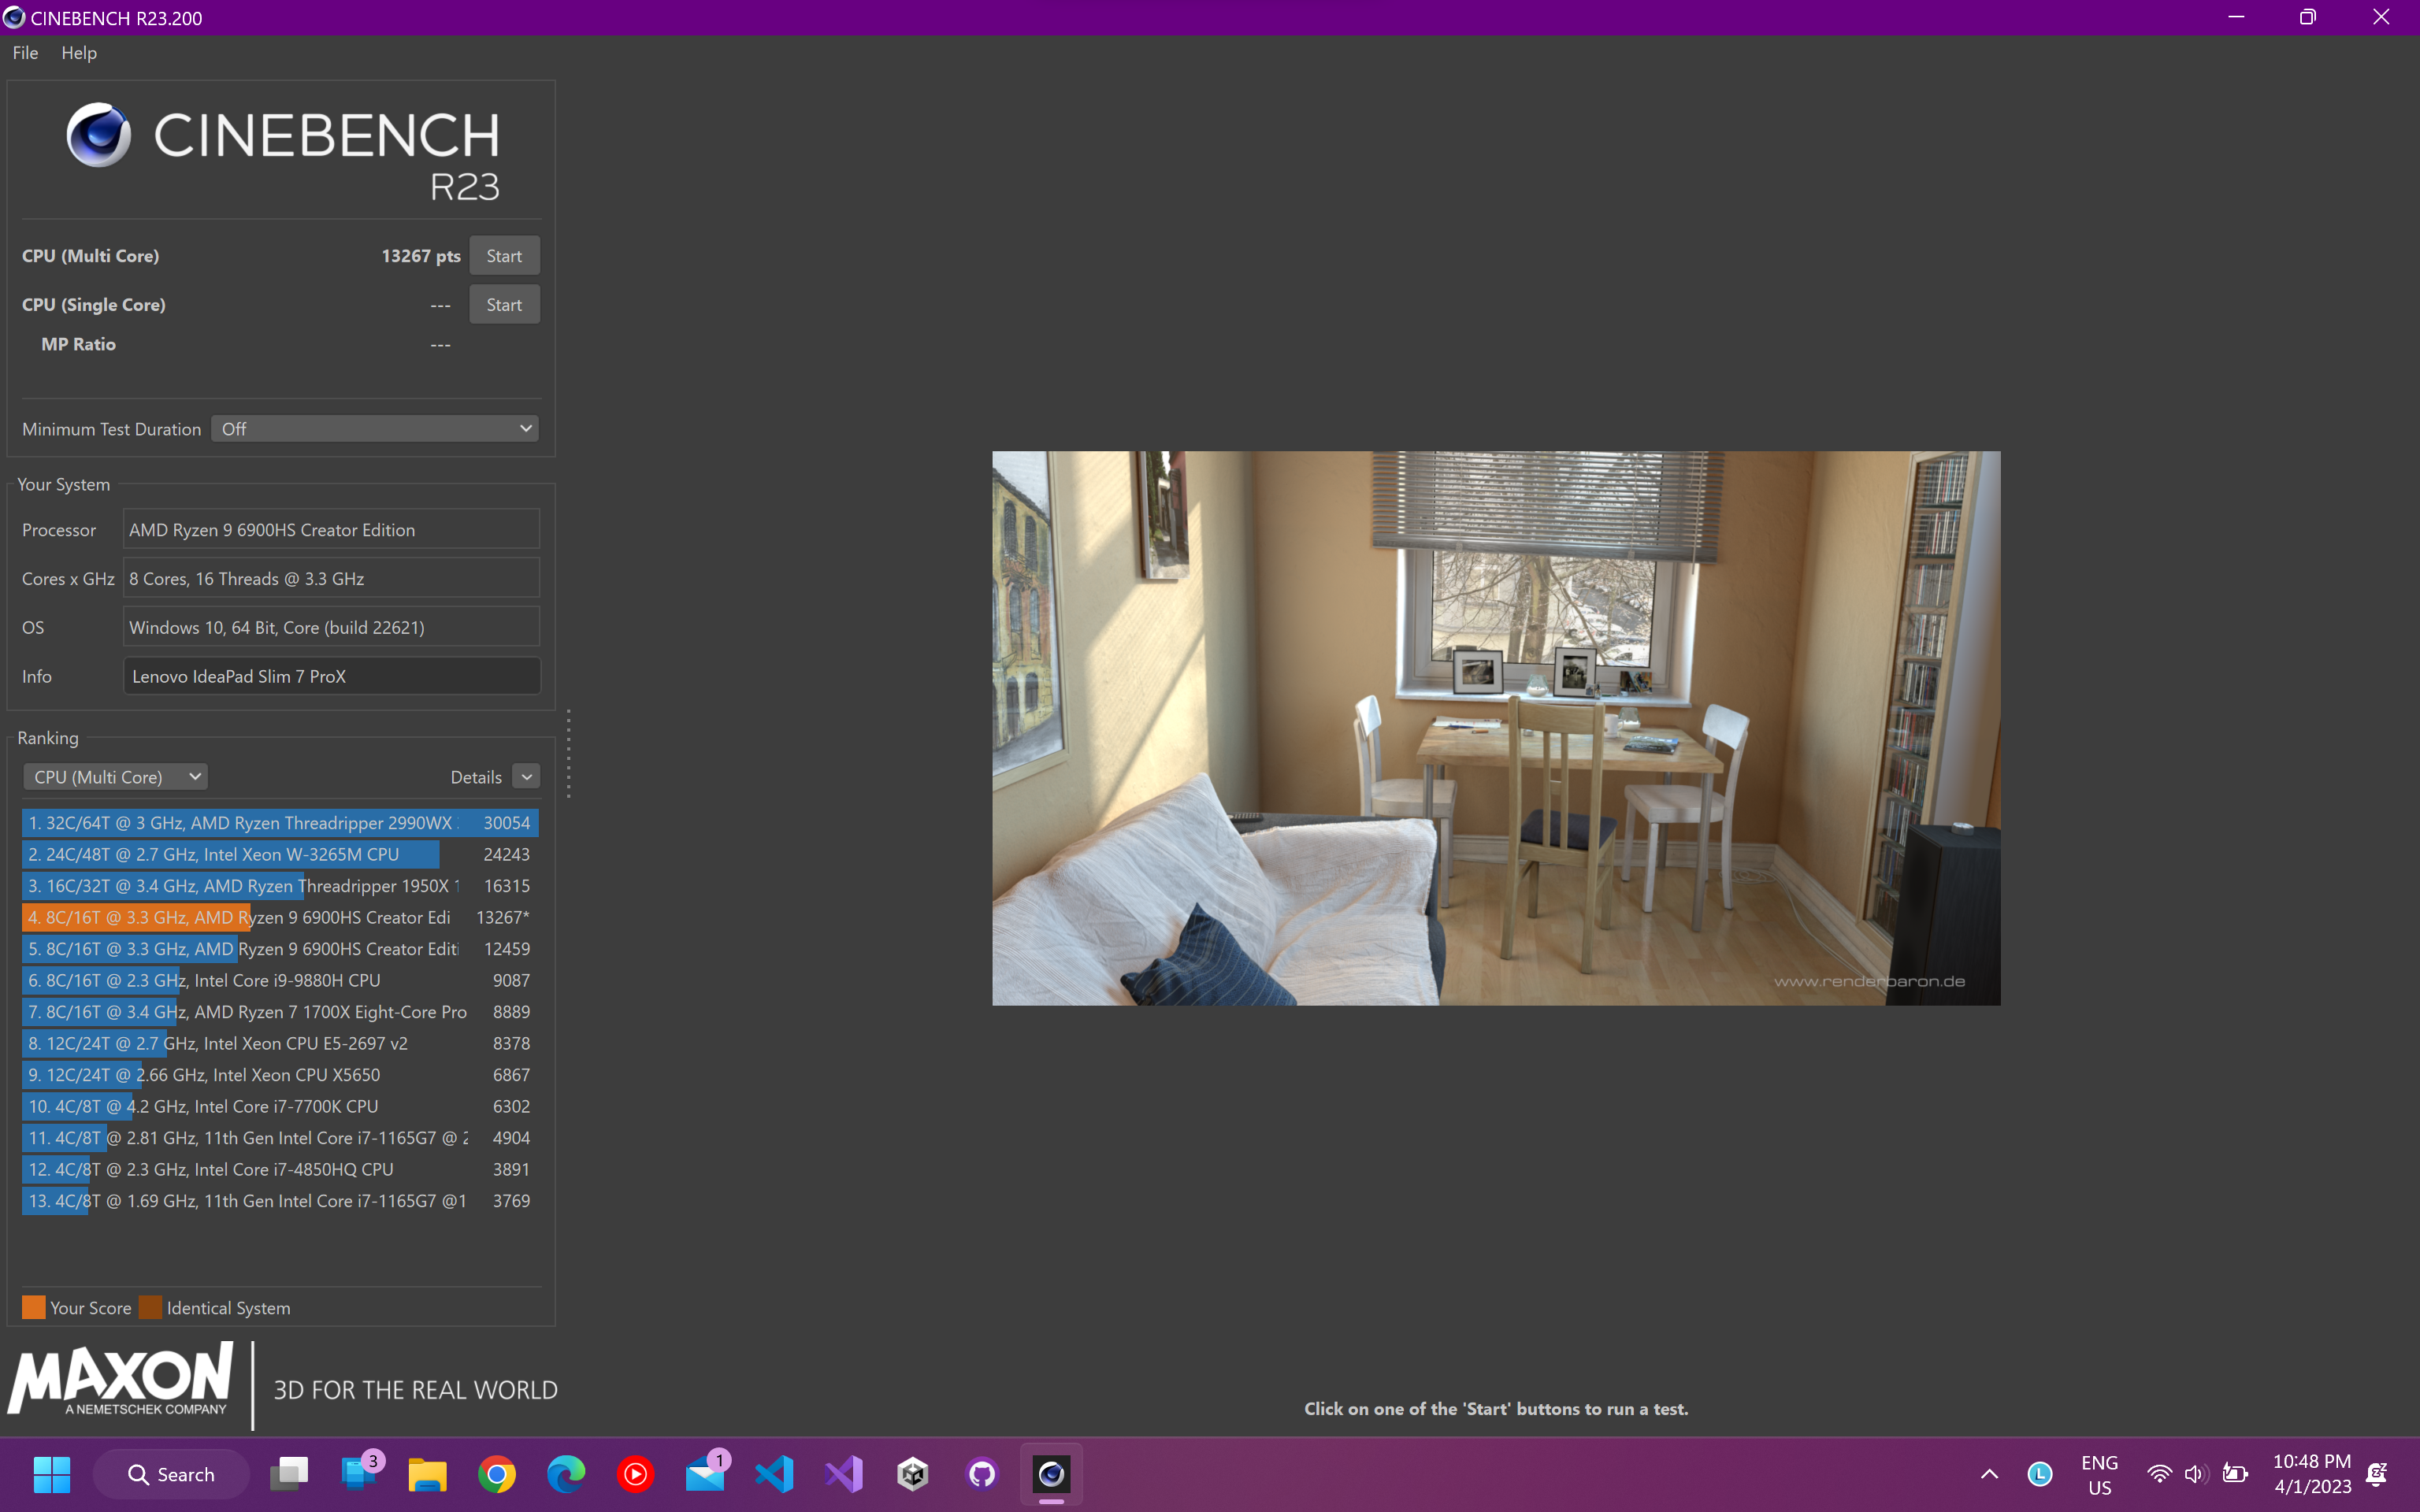 CINEBENCH R23.200
File Help
CINEBENCH
R23
CPU (Multi Core) 13267 pts Start
CPU (Single Core) --- Start
MP Ratio ---
Minimum Test Duration Off
Your System
Processor AMD Ryzen 9 6900HS Creator Edition
Cores x GHz 8 Cores, 16 Threads @ 3.3 GHz
OS Windows 10, 64 Bit, Core (build 22621)
Info Lenovo IdeaPad Slim 7 ProX
Ranking
CPU (Multi Core) Details
1. 32C/64T @ 3 GHz, AMD Ryzen Threadripper 2990WX 30054
2. 24C/48T @ 2.7 GHz, Intel Xeon W-3265M CPU 24243
3. 16C/32T @ 3.4 GHz, AMD Ryzen Threadripper 1950X 1 16315
4. 8C/16T @ 3.3 GHz, AMD Ryzen 9 6900HS Creator Edi 13267*
5. 8C/16T @ 3.3 GHz, AMD Ryzen 9 6900HS Creator Editi 12459
6. 8C/16T @ 2.3 GHz, Intel Core i9-9880H CPU 9087
7. 8C/16T @ 3.4 GHz, AMD Ryzen 7 1700X Eight-Core Pro 8889
8. 12C/24T @ 2.7 GHz, Intel Xeon CPU E5-2697 v2 8378
9. 12C/24T @ 2.66 GHz, Intel Xeon CPU X5650 6867
10. 4C/8T @ 4.2 GHz, Intel Core i7-7700K CPU 6302
11. 4C/8T @ 2.81 GHz, 11th Gen Intel Core i7-1165G7 @ 2 4904
12. 4C/8T @ 2.3 GHz, Intel Core i7-4850HQ CPU 3891
13. 4C/8T @ 1.69 GHz, 11th Gen Intel Core i7-1165G7 @1 3769
Your Score Identical System
MAXON
A NEMETSCHEK COMPANY
3D FOR THE REAL WORLD
www.renderbaron.de
Click on one of the 'Start' buttons to run a test.
Search 3 1 L
ENG
US
10:48 PM
4/1/2023